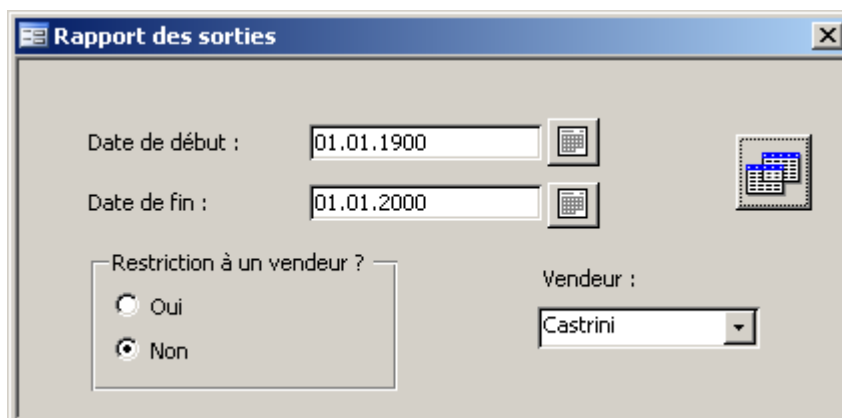 Rapport des sorties
Date de début :
01.01.1900
Date de fin :
01.01.2000
Restriction à un vendeur ?
Oui
Non
Vendeur :
Castrini